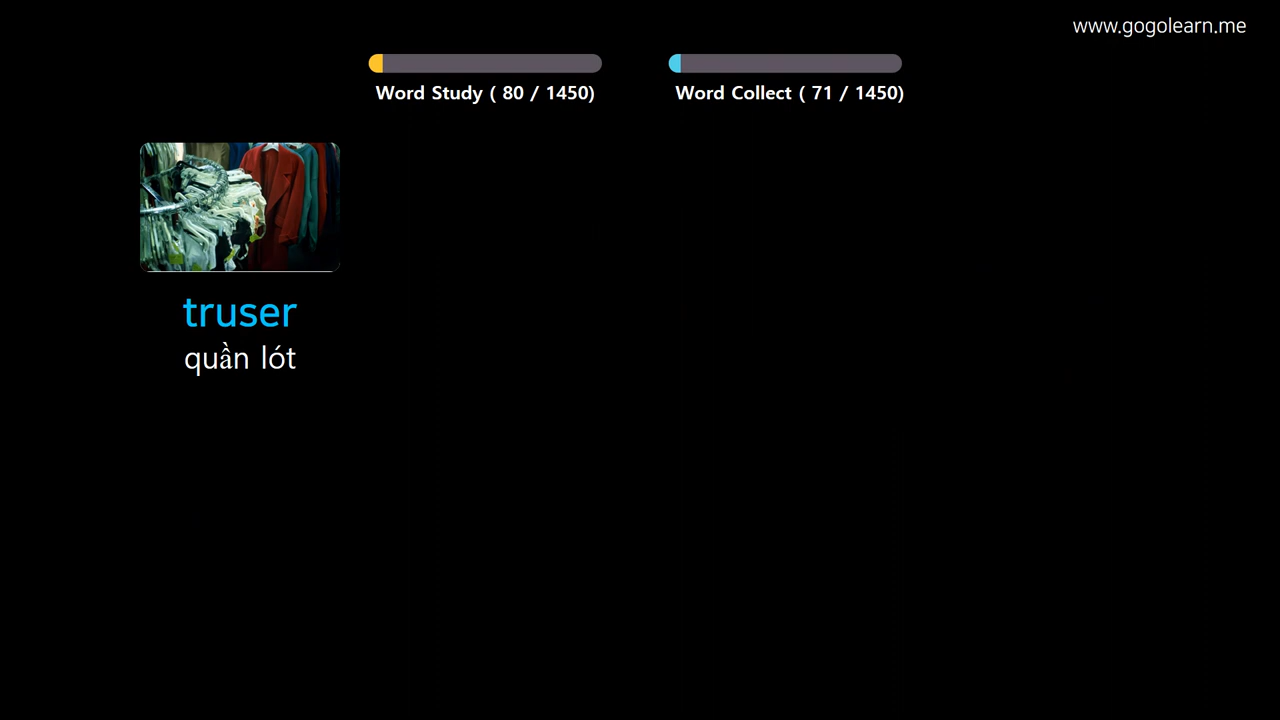 www.gogolearn.me
Word Study ( 80 / 1450)
Word Collect ( 71 / 1450)
truser
quần lót